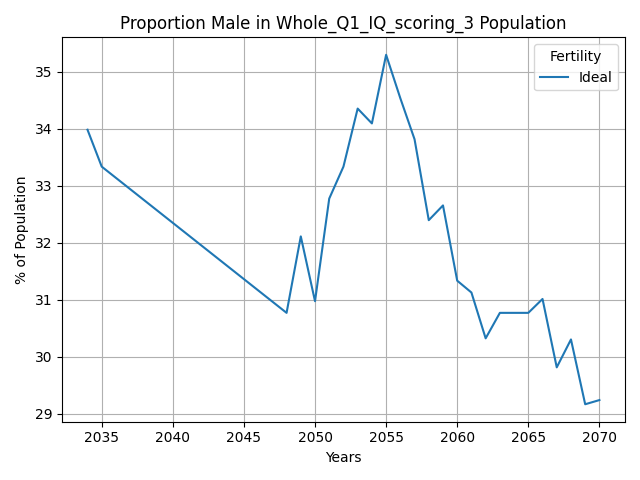 Proportion Male in Whole_Q1_IQ_scoring_3 Population
Fertility
Ideal
% of Population
35
34
33
32
31
30
29
2035 2040 2045 2050 2055 2060 2065 2070
Years